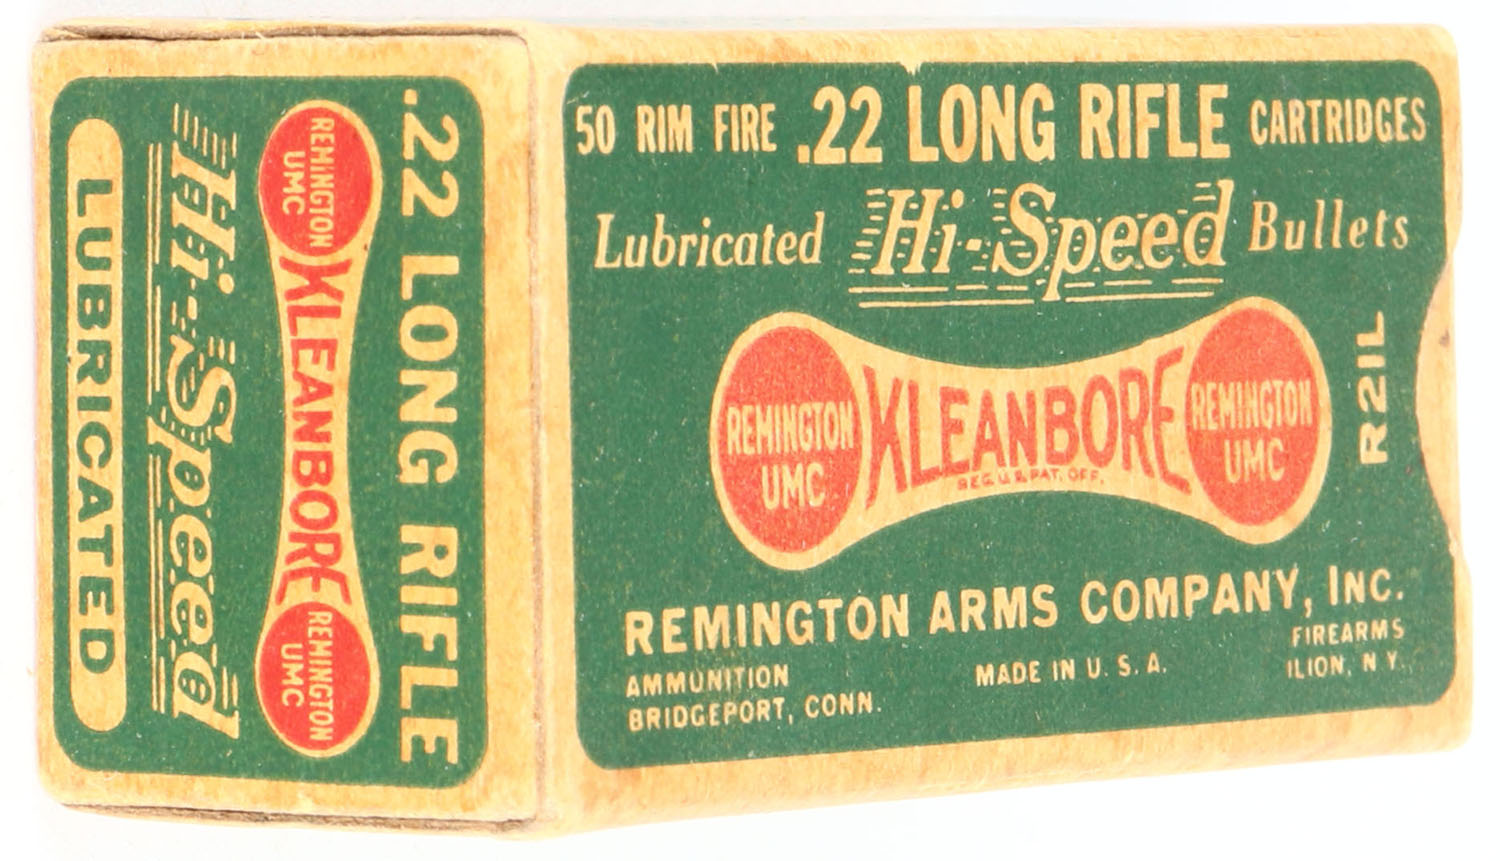 .22 LONG RIFLE
REMINGTON
UMC
KLEANBORE
REMINGTON
UMC
Hi-Speed
LUBRICATED
50 RIM FIRE .22 LONG RIFLE CARTRIDGES
Lubricated Hi-Speed Bullets
REMINGTON
UMC
KLEANBORE
REG. U.S. PAT. OFF.
REMINGTON
UMC
R21L
REMINGTON ARMS COMPANY, INC.
AMMUNITION
BRIDGEPORT, CONN.
MADE IN U. S. A.
FIREARMS
ILION, N Y.